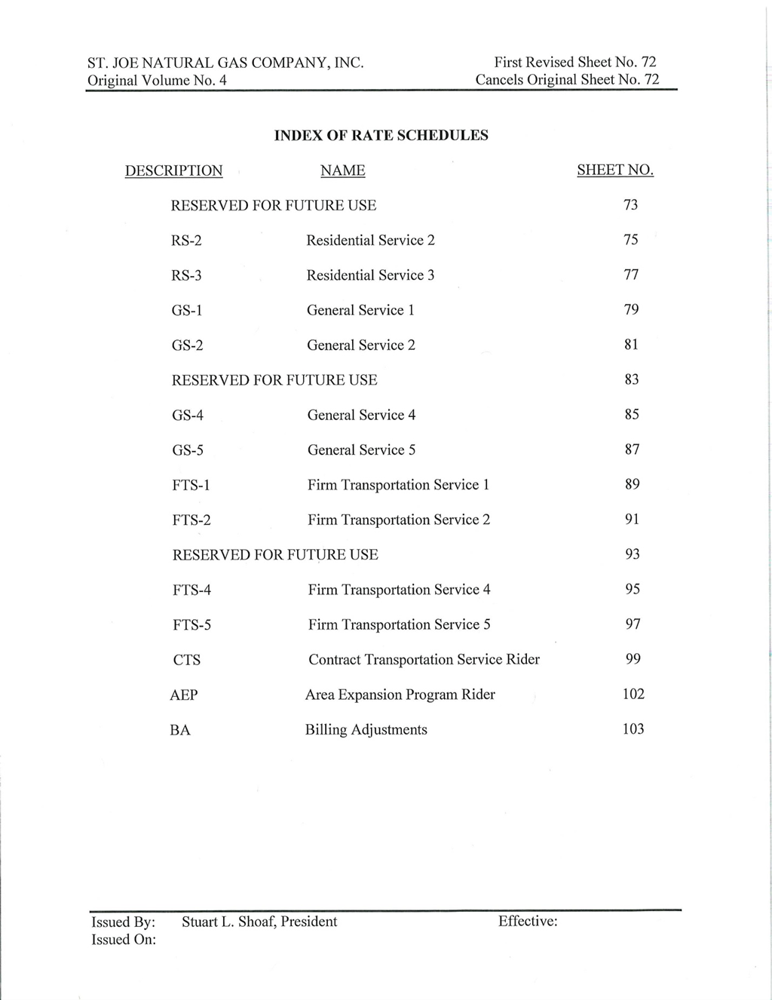 ST. JOE NATURAL GAS COMPANY, INC. First Revised Sheet No. 72
Original Volume No. 4 Cancels Original Sheet No. 72
INDEX OF RATE SCHEDULES
DESCRIPTION NAME SHEET NO.
RESERVED FOR FUTURE USE 73
RS-2 Residential Service 2 75
RS-3 Residential Service 3 77
GS-1 General Service 1 79
GS-2 General Service 2 81
RESERVED FOR FUTURE USE 83
GS-4 General Service 4 85
GS-5 General Service 5 87
FTS-1 Firm Transportation Service 1 89
FTS-2 Firm Transportation Service 2 91
RESERVED FOR FUTURE USE 93
FTS-4 Firm Transportation Service 4 95
FTS-5 Firm Transportation Service 5 97
CTS Contract Transportation Service Rider 99
AEP Area Expansion Program Rider 102
BA Billing Adjustments 103
Issued By: Stuart L. Shoaf, President Effective:
Issued On: